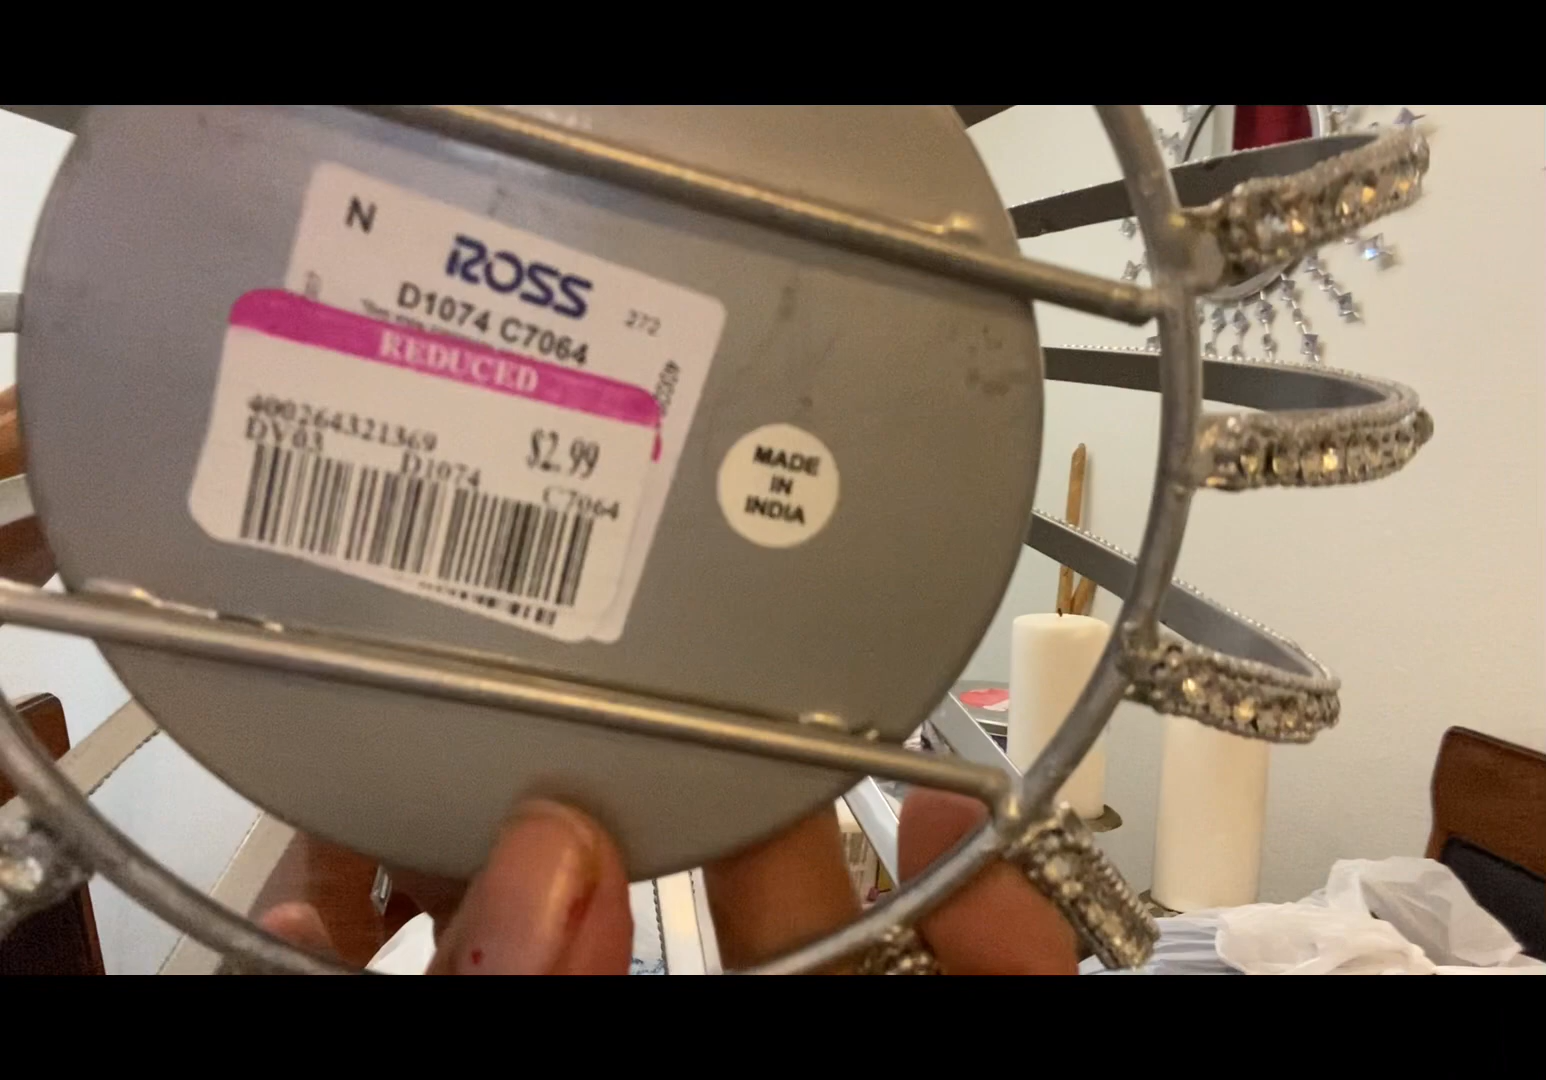 N
ROSS
272
D1074 C7064
REDUCED
400264321369
DV03
$2.99
D1074
C7064
MADE
IN
INDIA